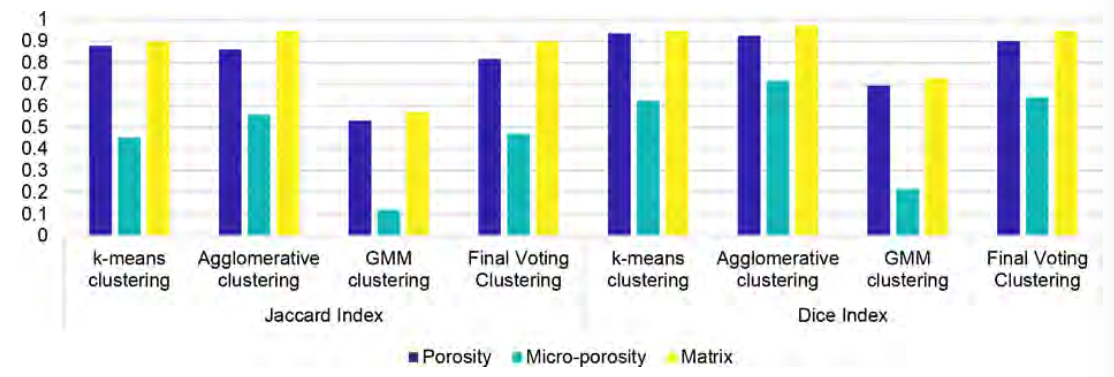 1
0.9
0.8
0.7
0.6
0.5
0.4
0.3
0.2
0.1
0
k-means clustering
Agglomerative clustering
GMM clustering
Final Voting Clustering
k-means clustering
Agglomerative clustering
GMM clustering
Final Voting Clustering
Jaccard Index
Dice Index
Porosity
Micro-porosity
Matrix